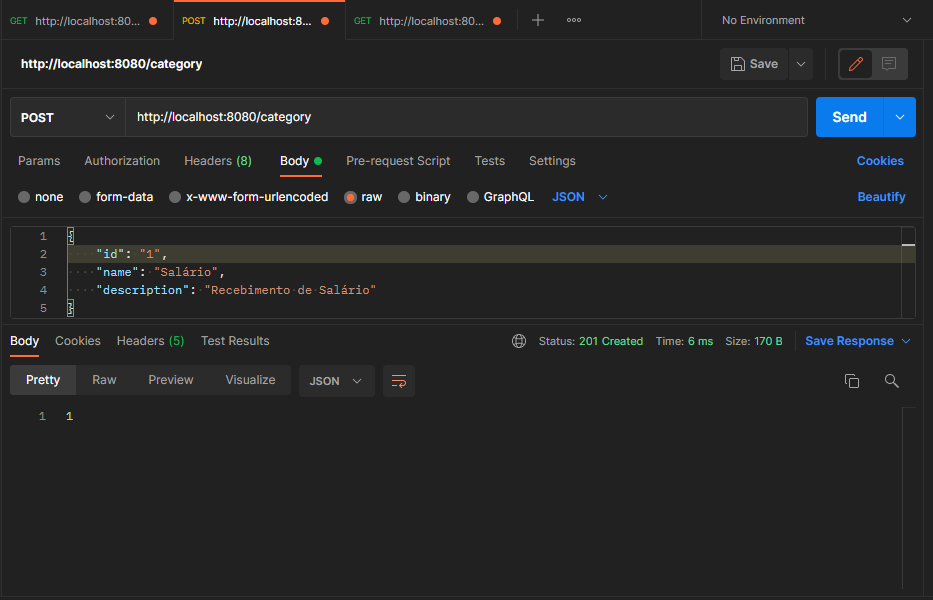 GET http://localhost:80... POST http://localhost:8... GET http://localhost:80... No Environment
http://localhost:8080/category Save
POST http://localhost:8080/category Send
Params Authorization Headers (8) Body Pre-request Script Tests Settings Cookies
none form-data x-www-form-urlencoded raw binary GraphQL JSON Beautify
1 {
2 "id": "1",
3 "name": "Salário",
4 "description": "Recebimento de Salário"
5 }
Body Cookies Headers (5) Test Results Status: 201 Created Time: 6 ms Size: 170 B Save Response
Pretty Raw Preview Visualize JSON
1 1